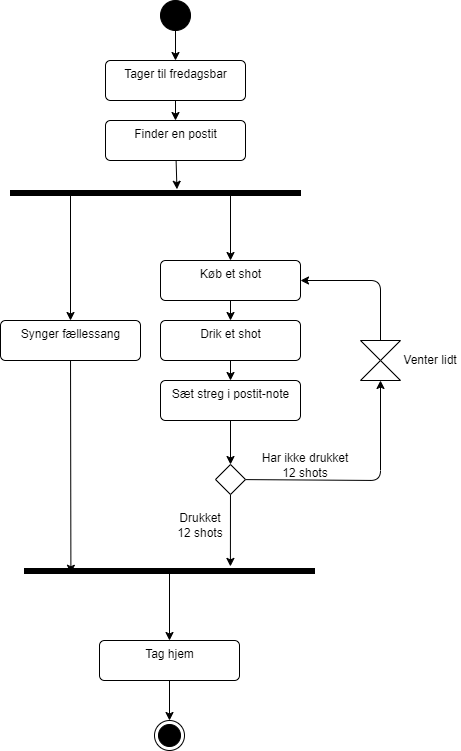 Tager til fredagsbar
Finder en postit
Køb et shot
Synger fællessang
Drik et shot
Venter lidt
Sæt streg i postit-note
Har ikke drukket
12 shots
Drukket
12 shots
Tag hjem